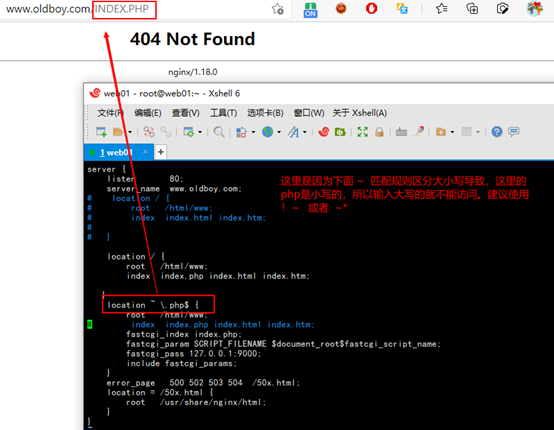 www.oldboy.com/INDEX.PHP
ON
404 Not Found
nginx/1.18.0
web01 - root@web01:~ - Xshell 6
文件(F) 编辑(E) 查看(V) 工具(T) 选项卡(B) 窗口(W) 关于 Xshell(A)
1 web01
+
server {
listen 80;
server_name www.oldboy.com;
# location / {
# root /html/www;
# index index.html index.htm;
#
# }
这里是因为下面 ~ 匹配规则区分大小写导致，这里的
php是小写的，所以输入大写的就不能访问，建议使用
！~ 或者 ~*
location / {
root /html/www;
index index.php index.html index.htm;
}
location ~ \.php$ {
root /html/www;
# index index.php index.html index.htm;
fastcgi_index index.php;
fastcgi_param SCRIPT_FILENAME $document_root$fastcgi_script_name;
fastcgi_pass 127.0.0.1:9000;
include fastcgi_params;
}
error_page 500 502 503 504 /50x.html;
location = /50x.html {
root /usr/share/nginx/html;
}
}